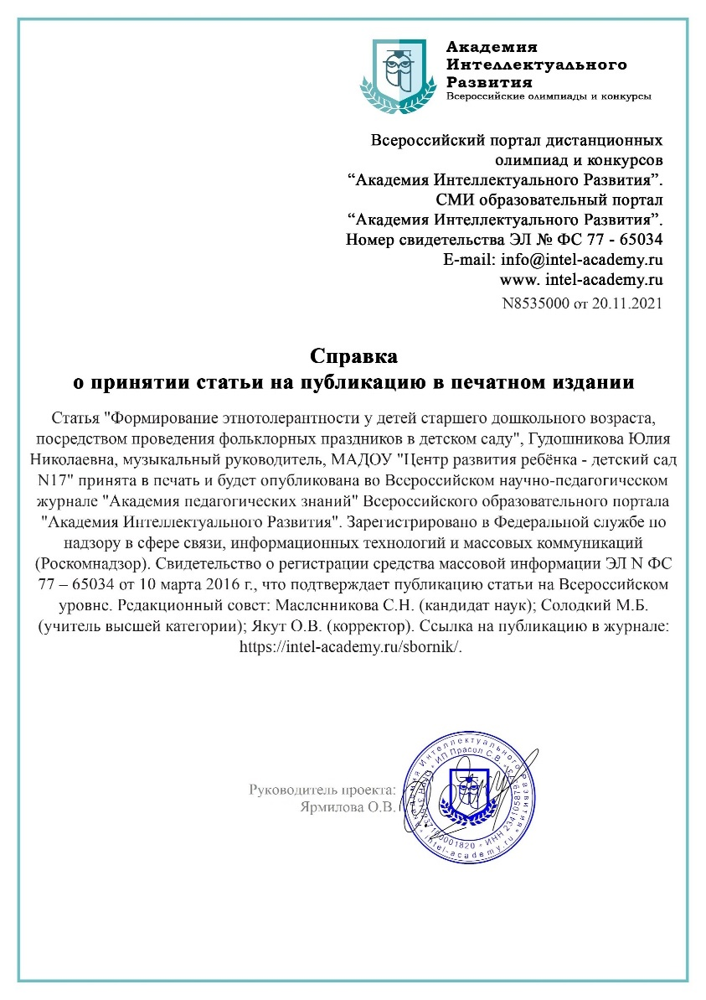 Академия
Интеллектуального
Развития
Всероссийские олимпиады и конкурсы
Всероссийский портал дистанционных
олимпиад и конкурсов
“Академия Интеллектуального Развития”.
СМИ образовательный портал
“Академия Интеллектуального Развития”.
Номер свидетельства ЭЛ № ФС 77 - 65034
E-mail: info@intel-academy.ru
www. intel-academy.ru
N8535000 от 20.11.2021
Справка
о принятии статьи на публикацию в печатном издании
Статья "Формирование этнотолерантности у детей старшего дошкольного возраста,
посредством проведения фольклорных праздников в детском саду", Гудошникова Юлия
Николаевна, музыкальный руководитель, МАДОУ "Центр развития ребёнка - детский сад
N17" принята в печать и будет опубликована во Всероссийском научно-педагогическом
журнале "Академия педагогических знаний" Всероссийского образовательного портала
"Академия Интеллектуального Развития". Зарегистрировано в Федеральной службе по
надзору в сфере связи, информационных технологий и массовых коммуникаций
(Роскомнадзор). Свидетельство о регистрации средства массовой информации ЭЛ N ФС
77 – 65034 от 10 марта 2016 г., что подтверждает публикацию статьи на Всероссийском
уровне. Редакционный совет: Масленникова С.Н. (кандидат наук); Солодкий М.Б.
(учитель высшей категории); Якут О.В. (корректор). Ссылка на публикацию в журнале:
https://intel-academy.ru/sbornik/.
Руководитель проекта:
Ярмилова О.В.
Академия Интеллектуального Развития
intel-academy.ru
ИП Прасол С.В.
ИНН